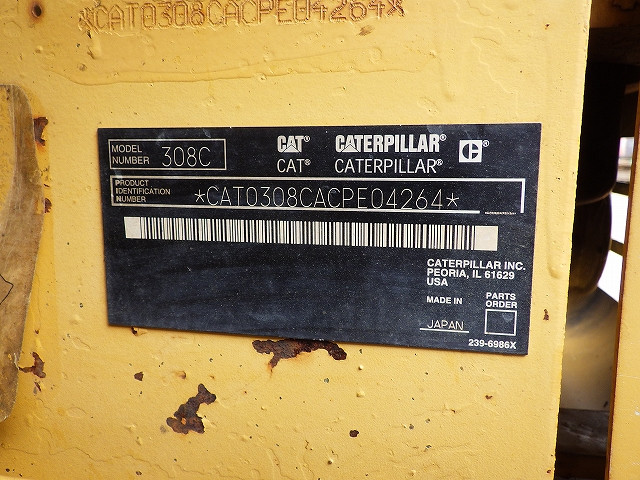 *CAT0308CACPE04264*
MODEL NUMBER 308C
CAT® CATERPILLAR® C
CAT® CATERPILLAR®
PRODUCT IDENTIFICATION NUMBER *CAT0308CACPE04264*
CATERPILLAR INC.
PEORIA, IL 61629
USA
MADE IN JAPAN
PARTS ORDER
239-6986X